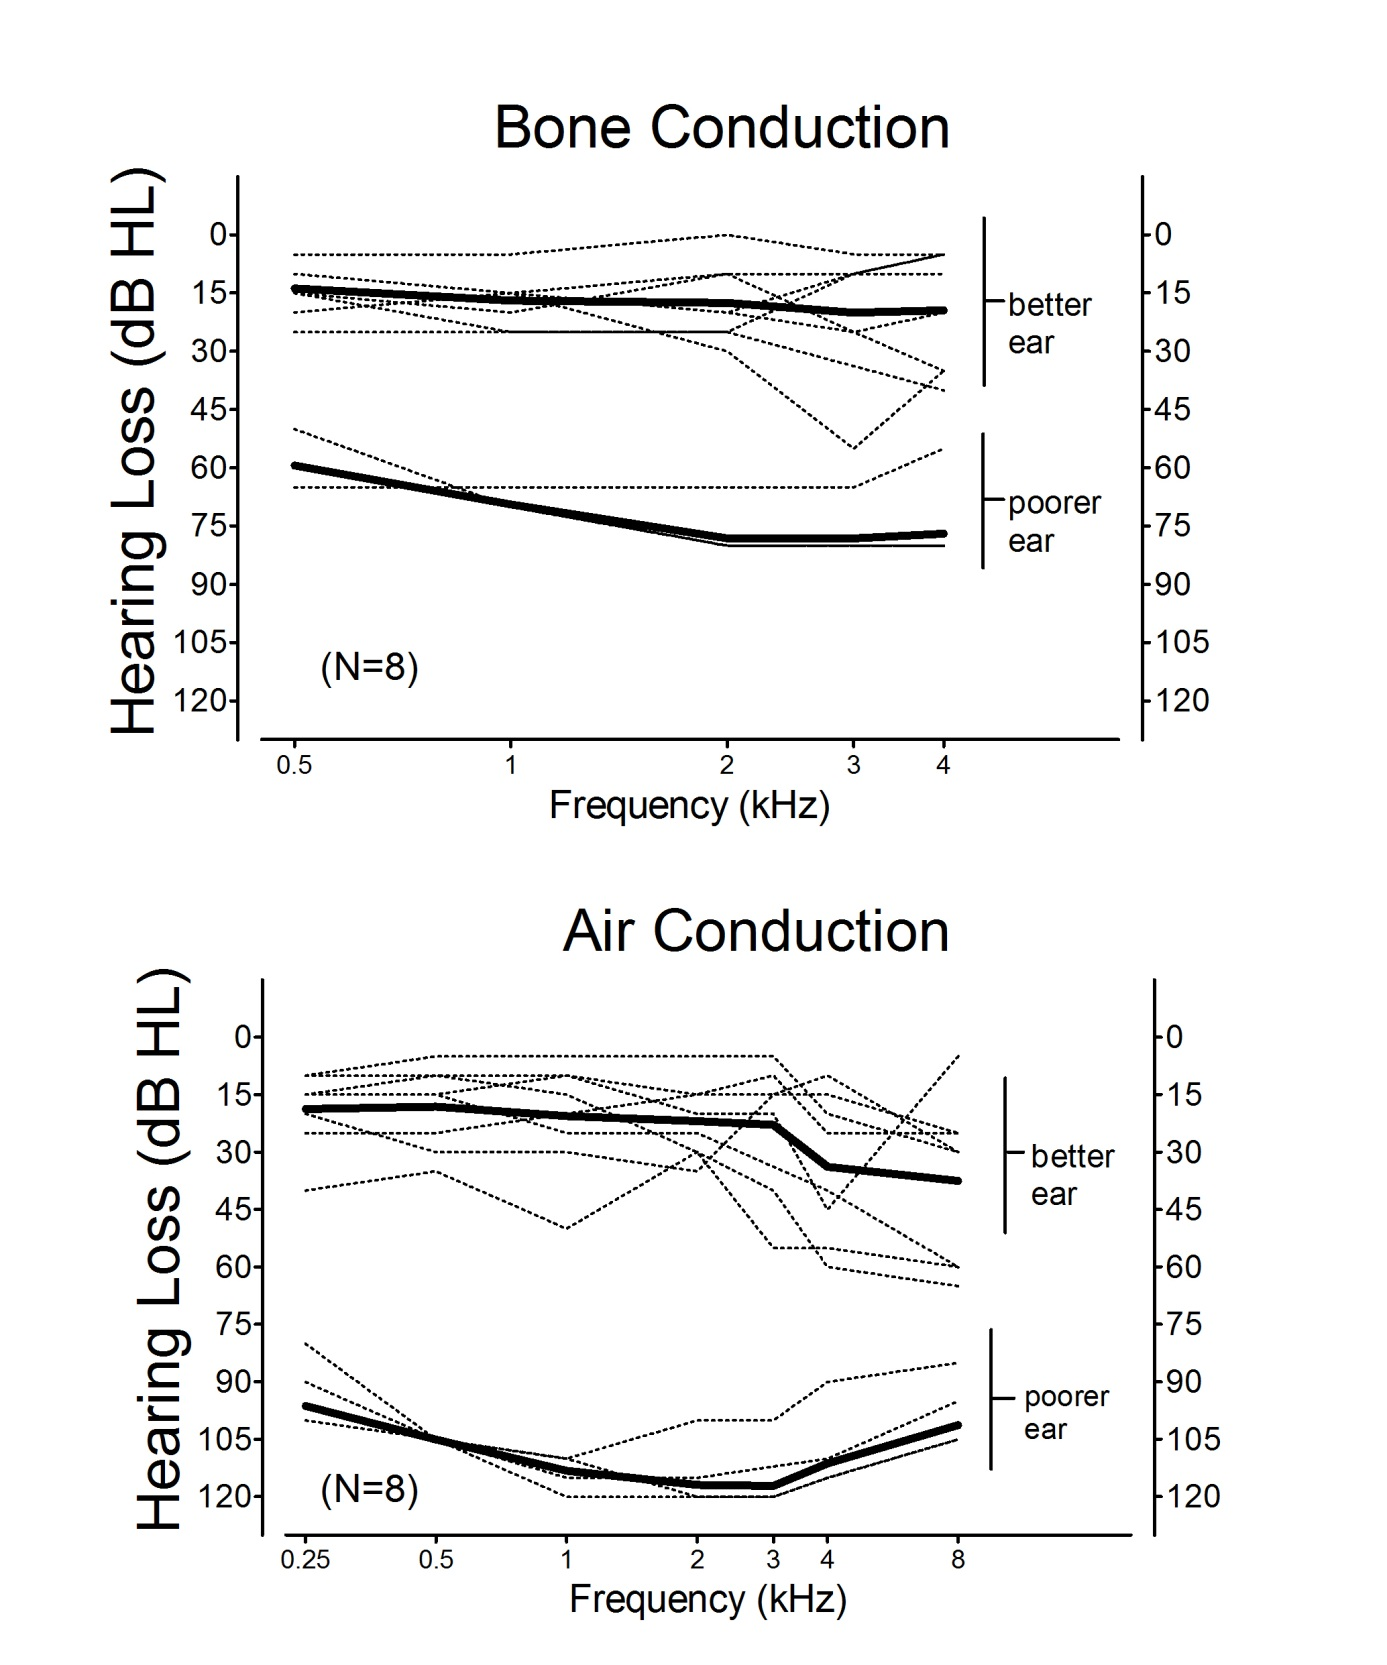 Bone Conduction
Hearing Loss (dB HL)
0
15
30
45
60
75
90
105
120
0
15
30
45
60
75
90
105
120
better
ear
poorer
ear
(N=8)
0.5 1 2 3 4
Frequency (kHz)
Air Conduction
Hearing Loss (dB HL)
0
15
30
45
60
75
90
105
120
0
15
30
45
60
75
90
105
120
better
ear
poorer
ear
(N=8)
0.25 0.5 1 2 3 4 8
Frequency (kHz)